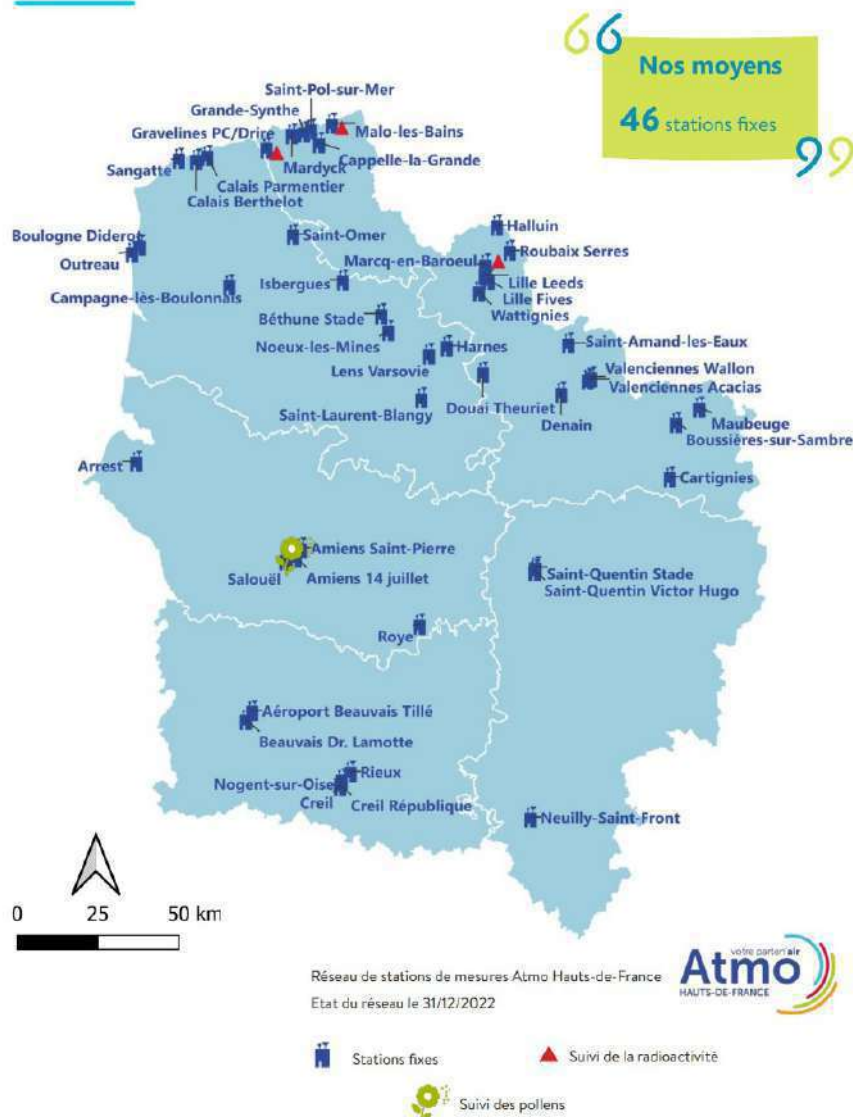 Nos moyens
46 stations fixes
Saint-Pol-sur-Mer
Grande-Synthe
Gravelines PC/Drire
Malo-les-Bains
Mardyck
Cappelle-la-Grande
Sangatte
Calais Parmentier
Calais Berthelot
Boulogne Diderot
Outreau
Saint-Omer
Halluin
Roubaix Serres
Marcq-en-Baroeul
Lille Leeds
Lille Fives
Wattignies
Campagne-lès-Boulonnais
Isbergues
Béthune Stade
Noeux-les-Mines
Harnes
Lens Varsovie
Saint-Amand-les-Eaux
Valenciennes Wallon
Valenciennes Acacias
Saint-Laurent-Blangy
Douai Theuriet
Denain
Maubeuge
Boussières-sur-Sambre
Arrest
Cartignies
Amiens Saint-Pierre
Salouël
Amiens 14 juillet
Saint-Quentin Stade
Saint-Quentin Victor Hugo
Roye
Aéroport Beauvais Tillé
Beauvais Dr. Lamotte
Rieux
Nogent-sur-Oise
Creil
Creil République
Neuilly-Saint-Front
0 25 50 km
votre parten'air
Atmo
HAUTS-DE-FRANCE
Réseau de stations de mesures Atmo Hauts-de-France
Etat du réseau le 31/12/2022
Stations fixes
Suivi de la radioactivité
Suivi des pollens